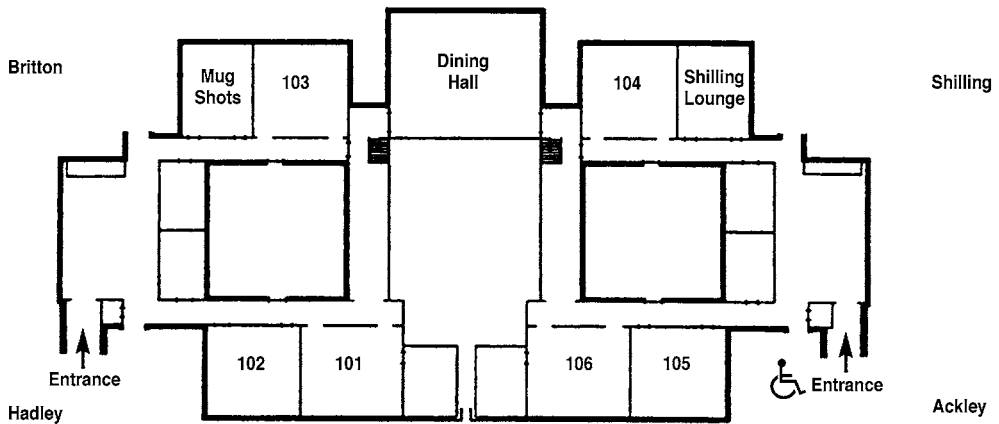 Britton
Mug
Shots
103
Dining
Hall
104
Shilling
Lounge
Shilling
102
101
106
105
Entrance
Entrance
Hadley
Ackley